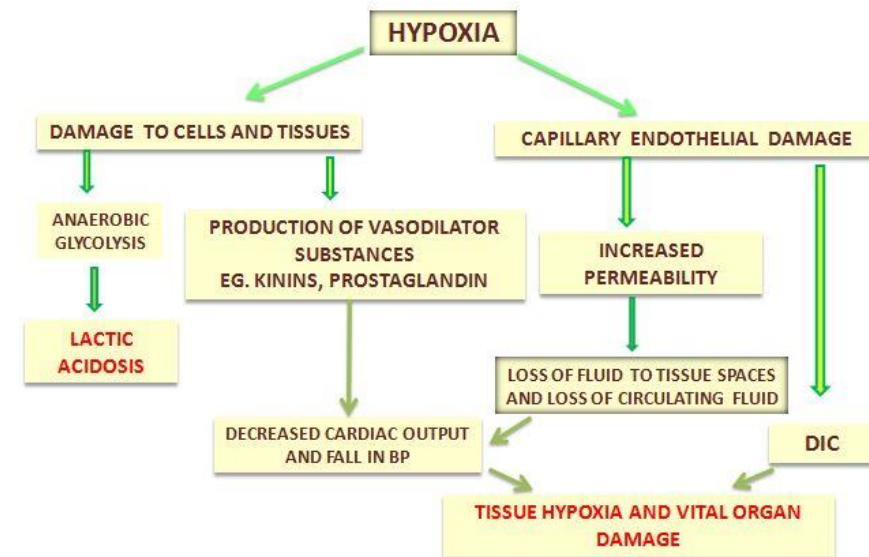 HYPOXIA
DAMAGE TO CELLS AND TISSUES
CAPILLARY ENDOTHELIAL DAMAGE
ANAEROBIC
GLYCOLYSIS
PRODUCTION OF VASODILATOR
SUBSTANCES
EG. KININS, PROSTAGLANDIN
INCREASED
PERMEABILITY
LACTIC
ACIDOSIS
LOSS OF FLUID TO TISSUE SPACES
AND LOSS OF CIRCULATING FLUID
DECREASED CARDIAC OUTPUT
AND FALL IN BP
DIC
TISSUE HYPOXIA AND VITAL ORGAN
DAMAGE